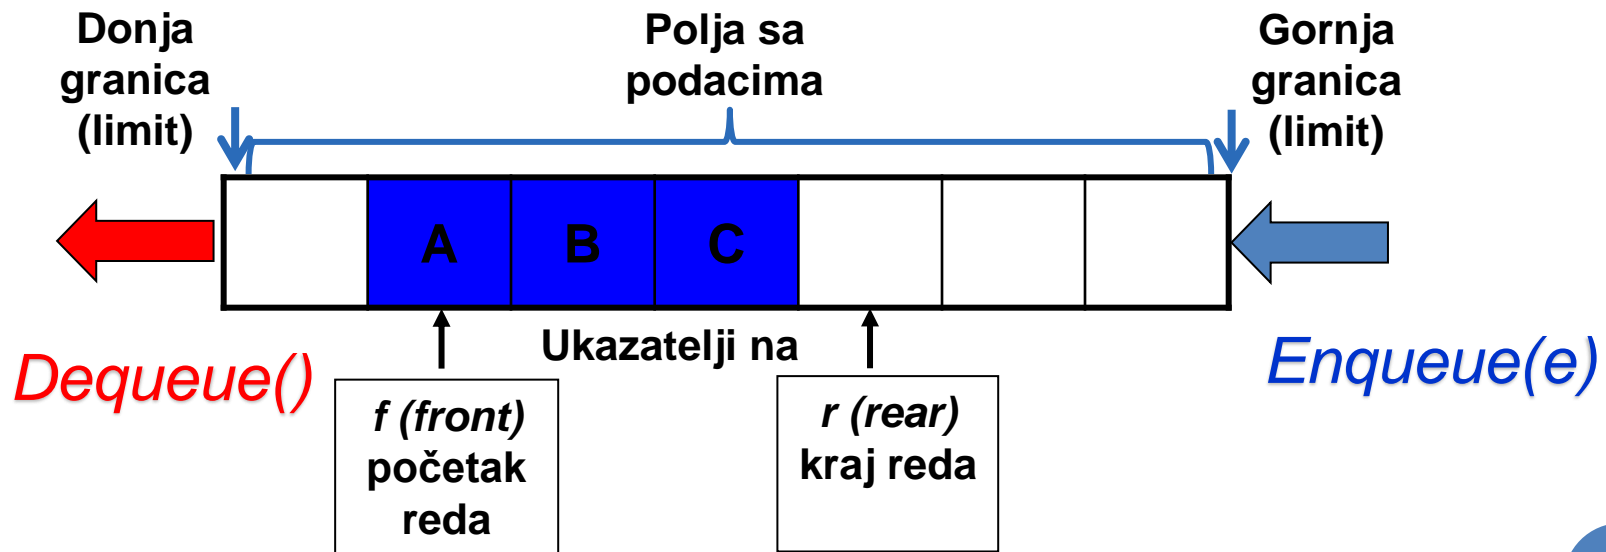 Donja
granica
(limit)
Polja sa
podacima
Gornja
granica
(limit)
A B C
Ukazatelji na
Dequeue()
Enqueue(e)
f (front)
početak
reda
r (rear)
kraj reda